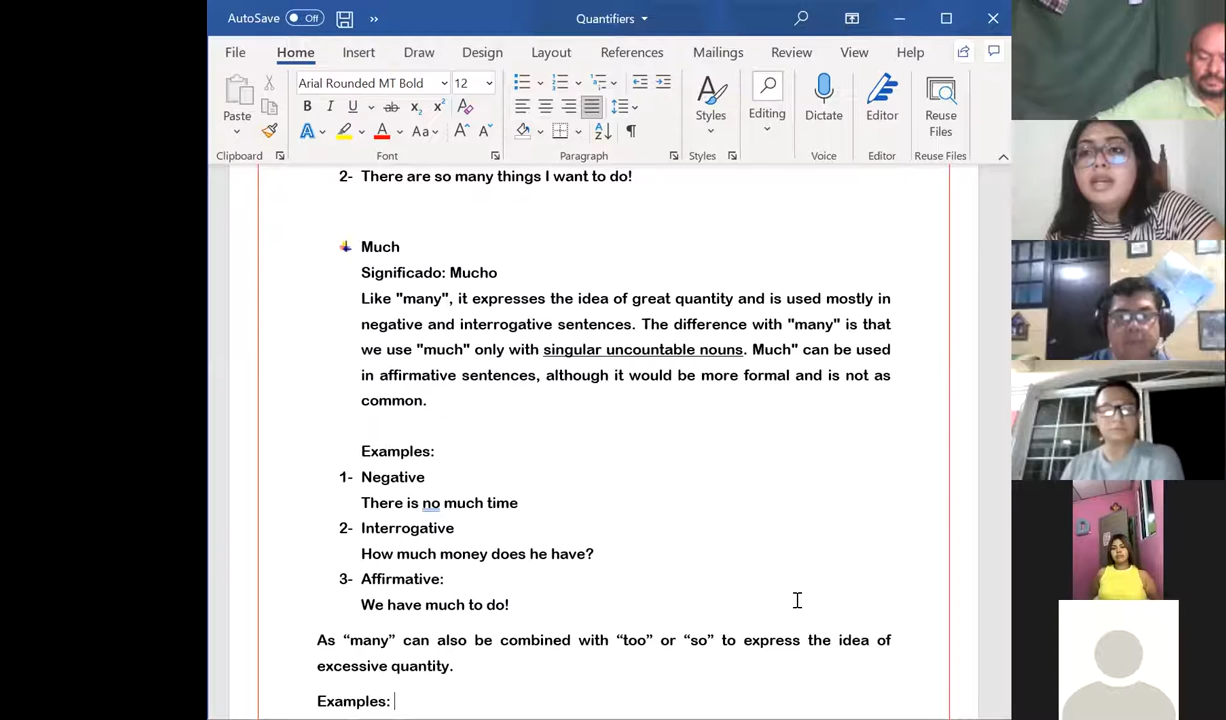 AutoSave Off Quantifiers
File Home Insert Draw Design Layout References Mailings Review View Help
Arial Rounded MT Bold 12
Paste
B I U ab x₂ x² A
A A Aa A A
Styles
Editing
Dictate
Editor
Reuse Files
Clipboard Font Paragraph Styles Voice Editor Reuse Files
2- There are so many things I want to do!
Much
Significado: Mucho
Like "many", it expresses the idea of great quantity and is used mostly in
negative and interrogative sentences. The difference with "many" is that
we use "much" only with singular uncountable nouns. Much" can be used
in affirmative sentences, although it would be more formal and is not as
common.
Examples:
1- Negative
There is no much time
2- Interrogative
How much money does he have?
3- Affirmative:
We have much to do!
As “many” can also be combined with “too” or “so” to express the idea of
excessive quantity.
Examples: